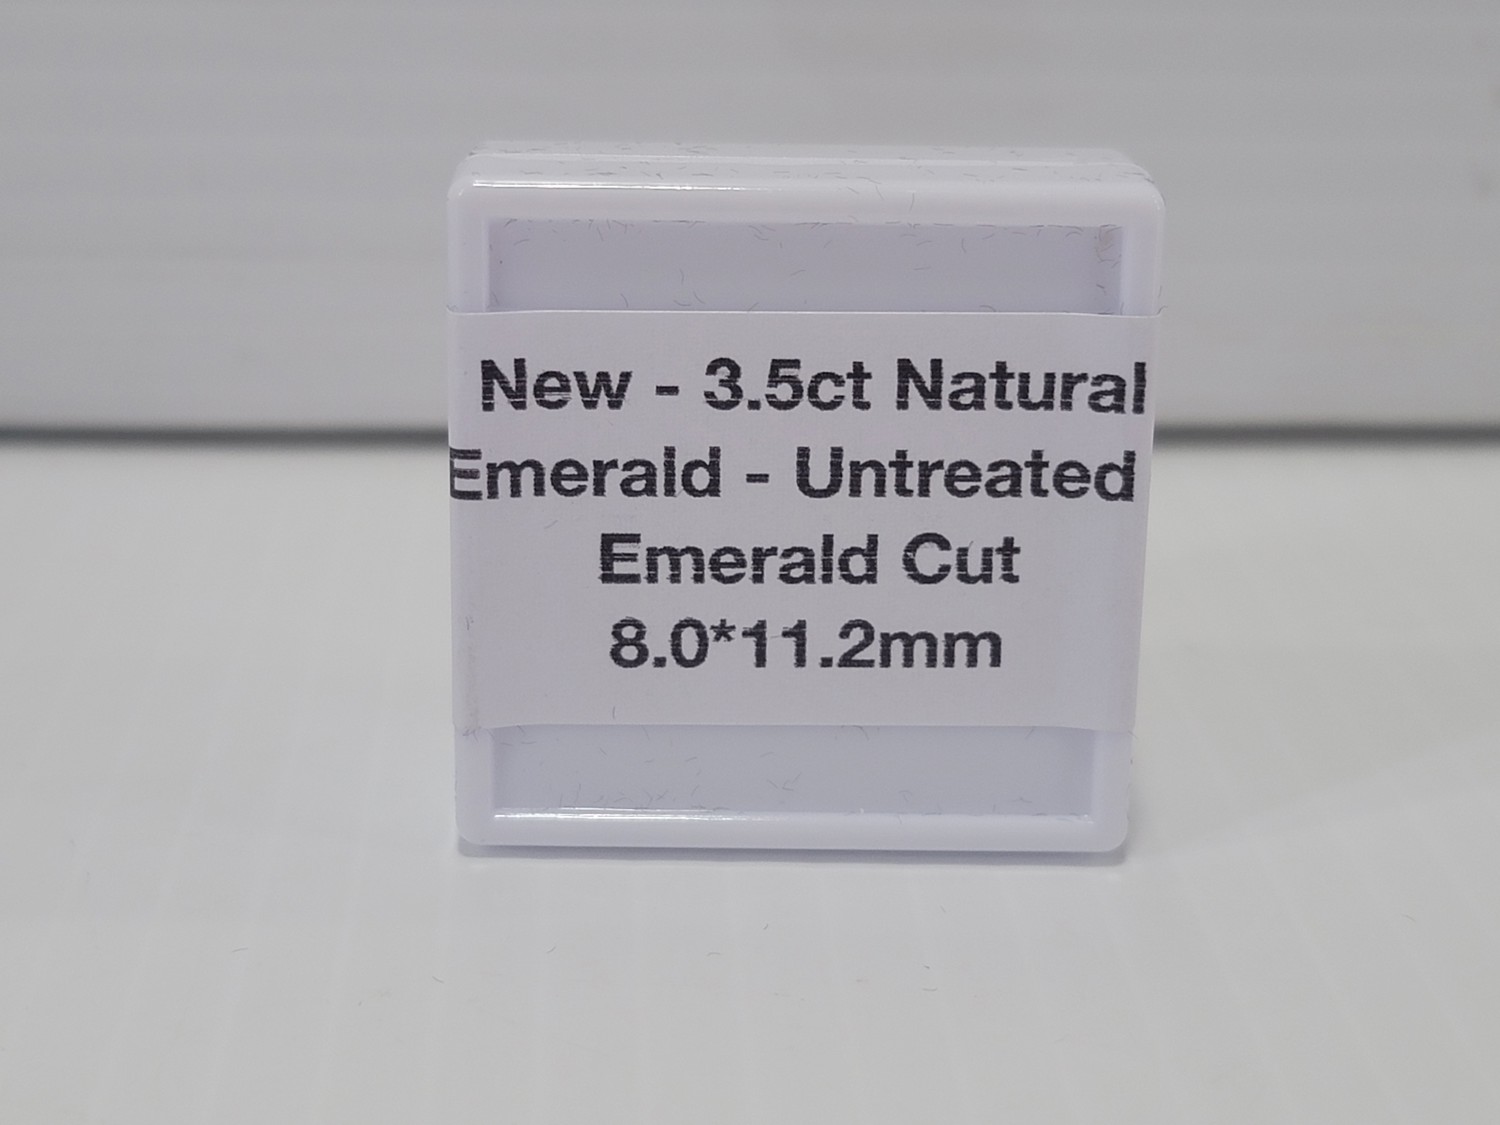 New - 3.5ct Natural
Emerald - Untreated
Emerald Cut
8.0*11.2mm